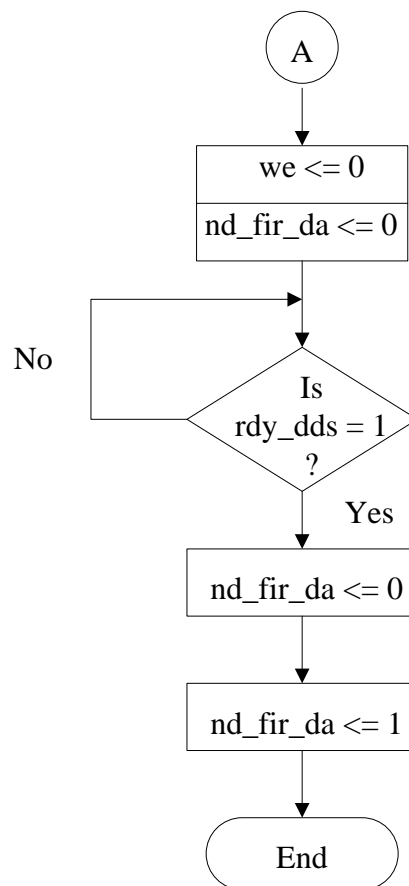 A
we <= 0
nd_fir_da <= 0
No
Is
rdy_dds = 1
?
Yes
nd_fir_da <= 0
nd_fir_da <= 1
End